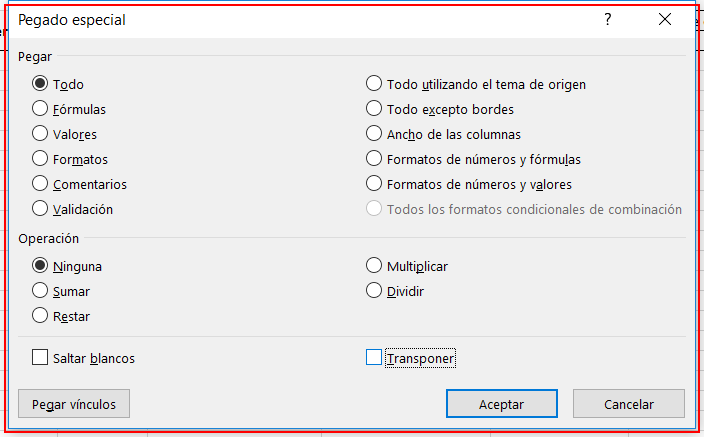 Pegado especial ? 
Pegar
Todo
Fórmulas
Valores
Formatos
Comentarios
Validación
Todo utilizando el tema de origen
Todo excepto bordes
Ancho de las columnas
Formatos de números y fórmulas
Formatos de números y valores
Todos los formatos condicionales de combinación
Operación
Ninguna
Sumar
Restar
Multiplicar
Dividir
Saltar blancos
Transponer
Pegar vínculos
Aceptar
Cancelar